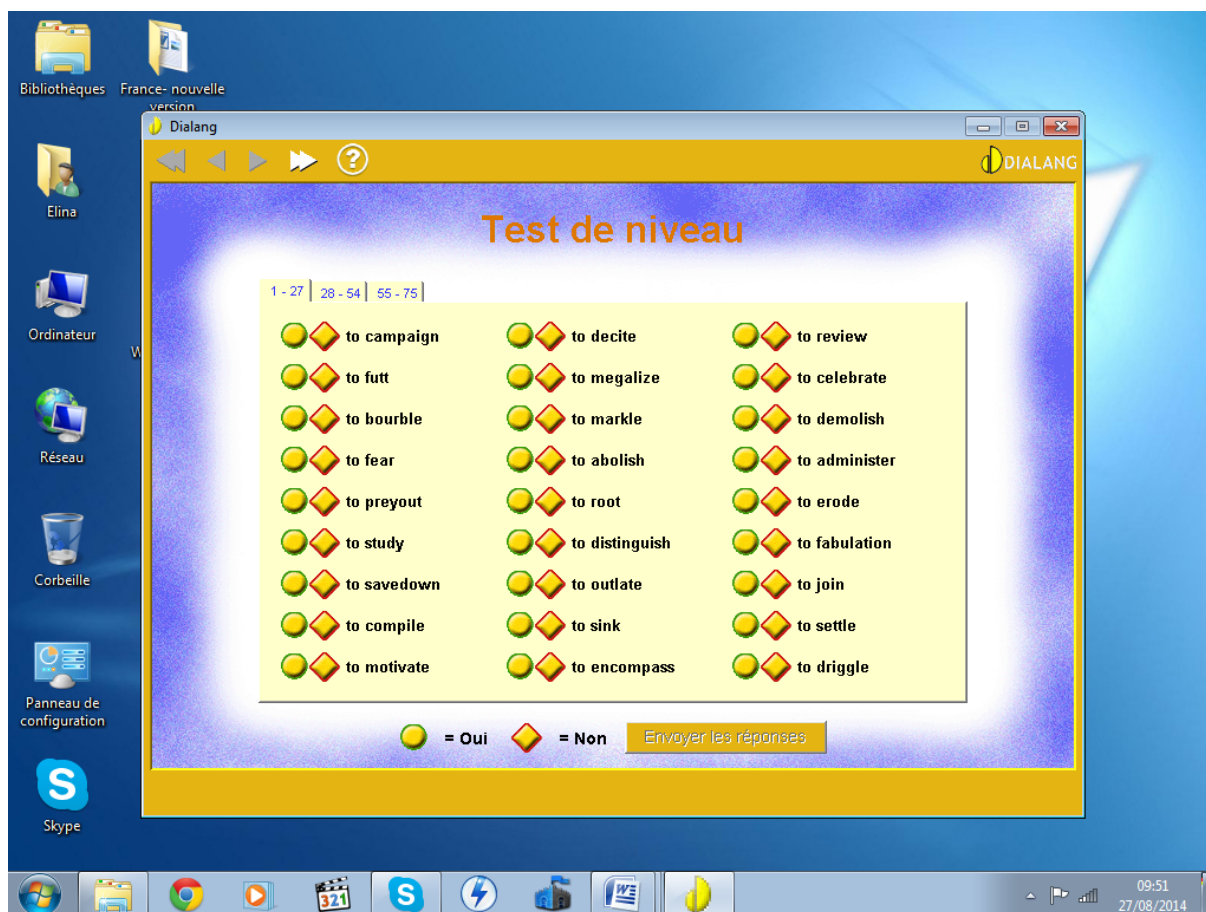 Bibliothèques
France- nouvelle
version
Dialang
?
DIALANG
Elina
Test de niveau
1 - 27 28 - 54 55 - 75
to campaign to decite to review
to futt to megalize to celebrate
to bourble to markle to demolish
to fear to abolish to administer
to preyout to root to erode
to study to distinguish to fabulation
to savedown to outlate to join
to compile to sink to settle
to motivate to encompass to driggle
= Oui = Non Envoyer les réponses
Ordinateur
W
Réseau
Corbeille
Panneau de
configuration
S
Skype
321
S
W
09:51
27/08/2014